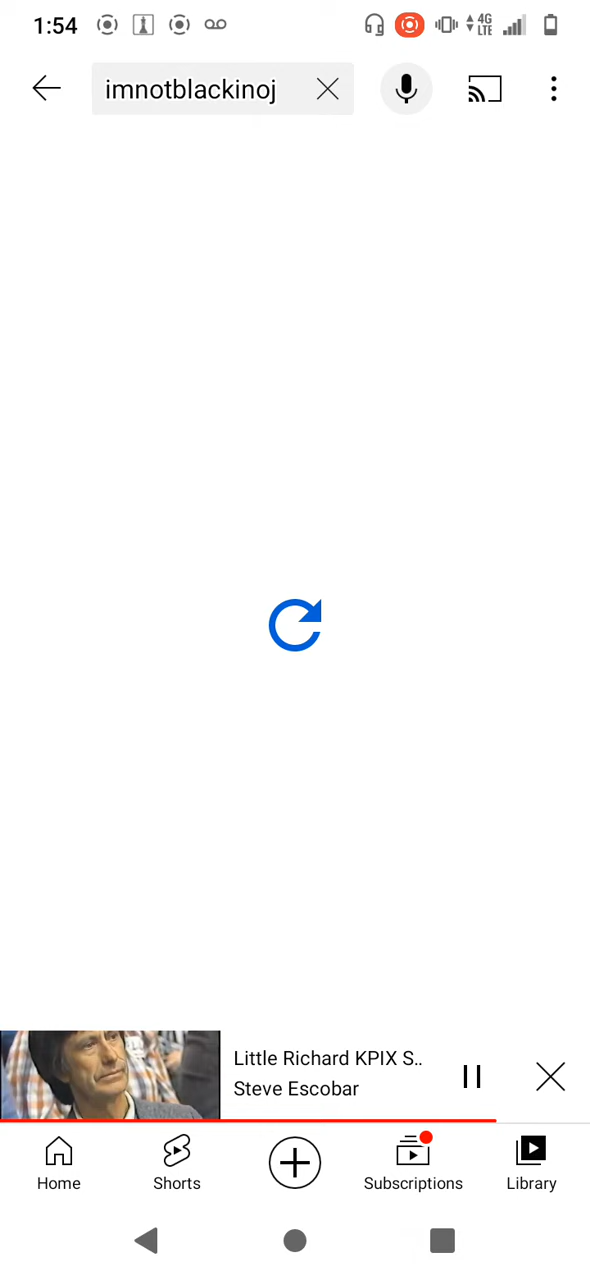 1:54
4G
LTE
imnotblackinoj
Little Richard KPIX S..
Steve Escobar
Home
Shorts
Subscriptions
Library